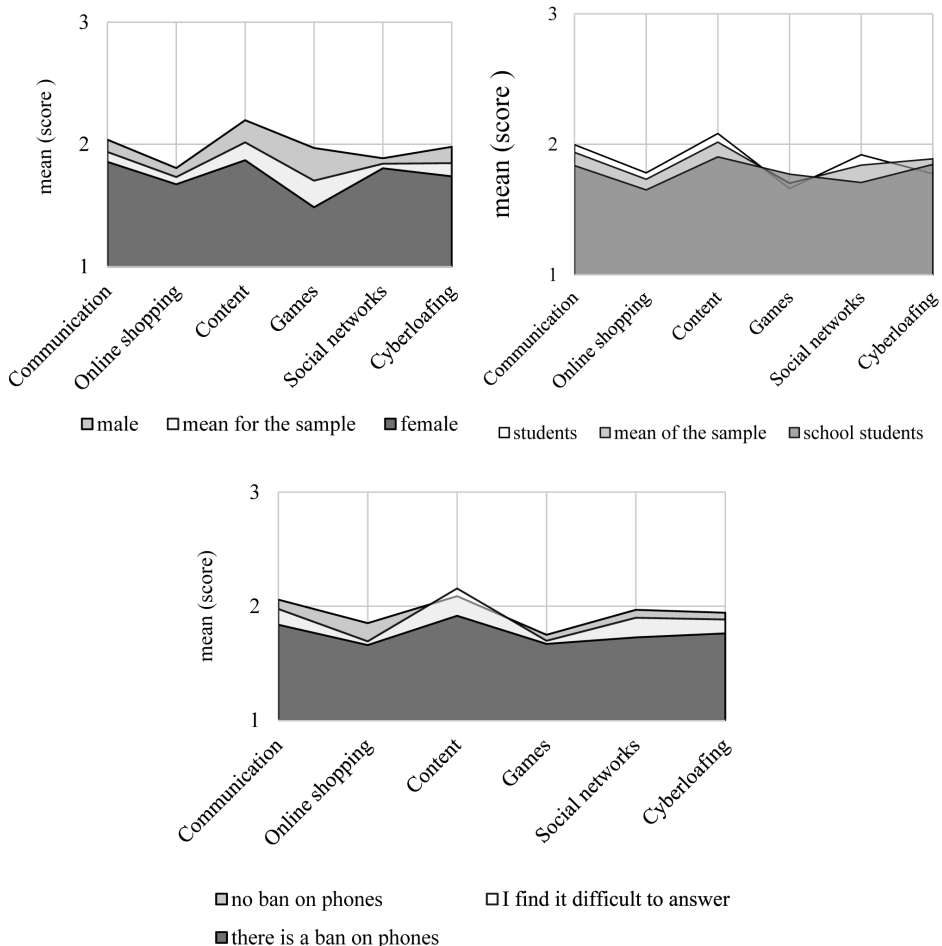 3
2
1
mean (score )
Communication
Online shopping
Content
Games
Social networks
Cyberloafing
male mean for the sample female
3
2
1
mean (score )
Communication
Online shopping
Content
Games
Social networks
Cyberloafing
students mean of the sample school students
3
2
1
mean (score)
Communication
Online shopping
Content
Games
Social networks
Cyberloafing
no ban on phones I find it difficult to answer
there is a ban on phones